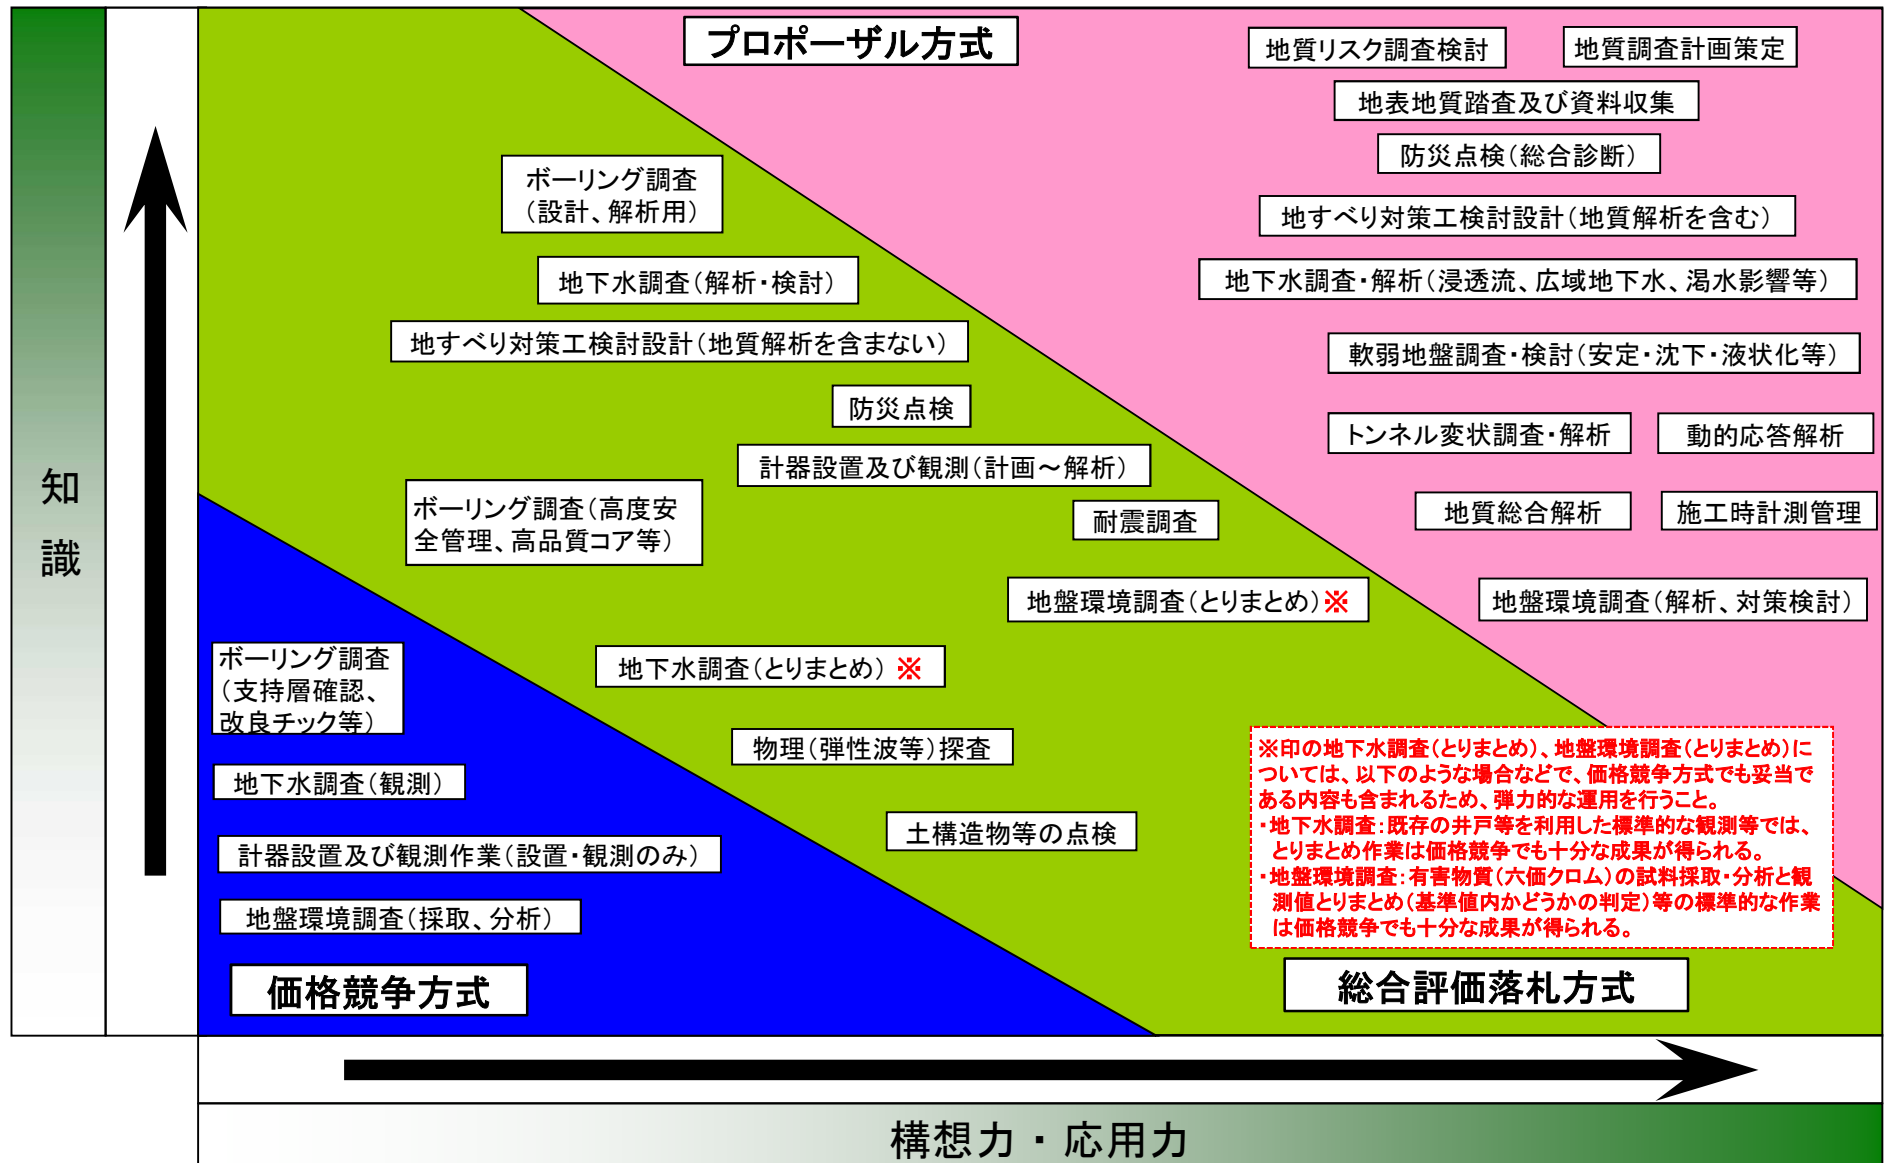 プロポーザル方式
地質リスク調査検討
地質調査計画策定
地表地質踏査及び資料収集
防災点検（総合診断）
ボーリング調査
（設計、解析用）
地すべり対策工検討設計（地質解析を含む）
地下水調査（解析・検討）
地下水調査・解析（浸透流、広域地下水、渇水影響等）
地すべり対策工検討設計（地質解析を含まない）
軟弱地盤調査・検討（安定・沈下・液状化等）
防災点検
トンネル変状調査・解析
動的応答解析
計器設置及び観測（計画～解析）
知
識
ボーリング調査（高度安
全管理、高品質コア等）
耐震調査
地質総合解析
施工時計測管理
地盤環境調査（とりまとめ）※
地盤環境調査（解析、対策検討）
ボーリング調査
（支持層確認、
改良チック等）
地下水調査（とりまとめ）※
物理（弾性波等）探査
地下水調査（観測）
土構造物等の点検
計器設置及び観測作業（設置・観測のみ）
地盤環境調査（採取、分析）
※印の地下水調査（とりまとめ）、地盤環境調査（とりまとめ）に
ついては、以下のような場合などで、価格競争方式でも妥当で
ある内容も含まれるため、弾力的な運用を行うこと。
・地下水調査：既存の井戸等を利用した標準的な観測等では、
とりまとめ作業は価格競争でも十分な成果が得られる。
・地盤環境調査：有害物質（六価クロム）の試料採取・分析と観
測値とりまとめ（基準値内かどうかの判定）等の標準的な作業
は価格競争でも十分な成果が得られる。
価格競争方式
総合評価落札方式
構想力・応用力